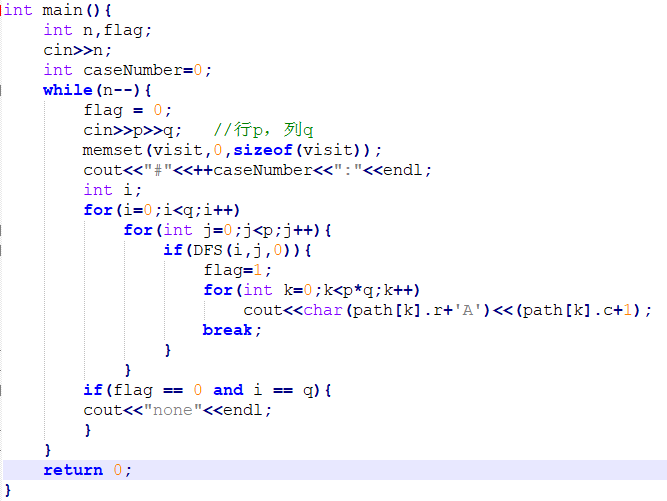 int main(){
    int n,flag;
    cin>>n;
    int caseNumber=0;
    while(n--){
        flag = 0;
        cin>>p>>q;   //行p，列q
        memset(visit,0,sizeof(visit));
        cout<<"#"<<++caseNumber<<":"<<endl;
        int i;
        for(i=0;i<q;i++)
            for(int j=0;j<p;j++){
                if(DFS(i,j,0)){
                    flag=1;
                    for(int k=0;k<p*q;k++)
                        cout<<char(path[k].r+'A')<<(path[k].c+1);
                    break;
                }
            }
        if(flag == 0 and i == q){
        cout<<"none"<<endl;
        }
    }
    return 0;
}